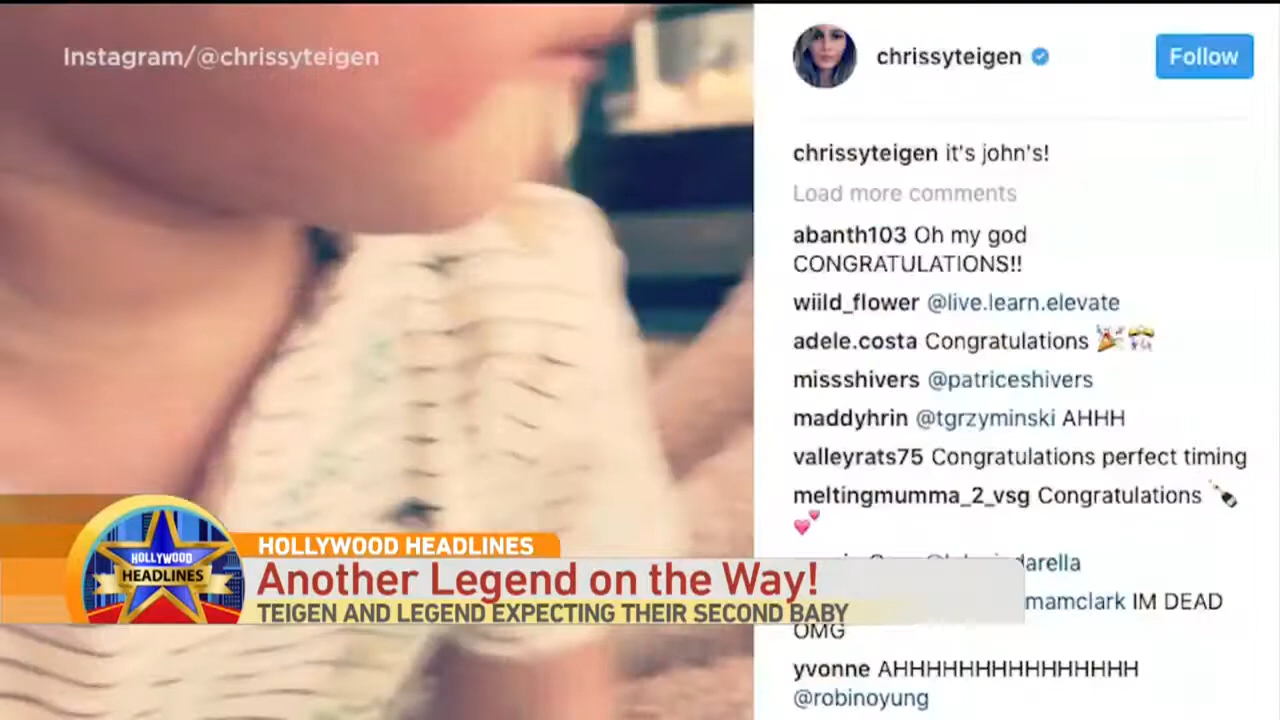 Instagram/@chrissyteigen
chrissyteigen
Follow
chrissyteigen it's john's!
Load more comments
abanth103 Oh my god
CONGRATULATIONS!!
wiild_flower @live.learn.elevate
adele.costa Congratulations 🎉🎊
missshivers @patriceshivers
maddyhrin @tgrzyminski AHHH
valleyrats75 Congratulations perfect timing
meltingmumma_2_vsg Congratulations 🍾
💕
darella
mamclark IM DEAD
OMG
yvonne AHHHHHHHHHHHHHHH
@robinoyung
HOLLYWOOD
HEADLINES
HOLLYWOOD HEADLINES
Another Legend on the Way!
TEIGEN AND LEGEND EXPECTING THEIR SECOND BABY